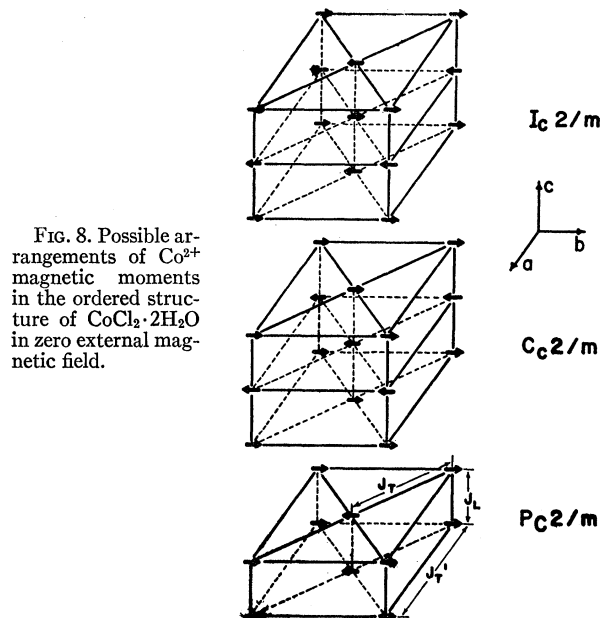 I_c 2/m
c
b
a
FIG. 8. Possible ar-
rangements of Co²⁺
magnetic moments
in the ordered struc-
ture of CoCl₂·2H₂O
in zero external mag-
netic field.
C_c 2/m
J_T
J_L
P_C 2/m
J_T'